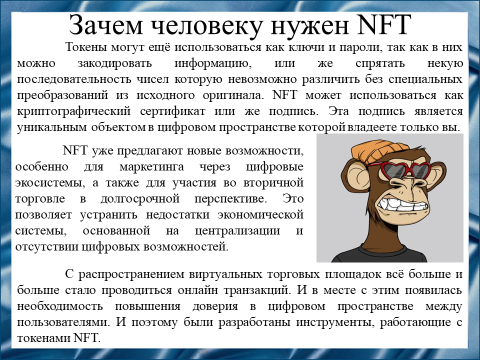 Зачем человеку нужен NFT
Токены могут ещё использоваться как ключи и пароли, так как в них
можно закодировать информацию, или же спрятать некую
последовательность чисел которую невозможно различить без специальных
преобразований из исходного оригинала. NFT может использоваться как
криптографический сертификат или же подпись. Эта подпись является
уникальным объектом в цифровом пространстве которой владеете только вы.
NFT уже предлагают новые возможности,
особенно для маркетинга через цифровые
экосистемы, а также для участия во вторичной
торговле в долгосрочной перспективе. Это
позволяет устранить недостатки экономической
системы, основанной на централизации и
отсутствии цифровых возможностей.
С распространением виртуальных торговых площадок всё больше и
больше стало проводиться онлайн транзакций. И в месте с этим появилась
необходимость повышения доверия в цифровом пространстве между
пользователями. И поэтому были разработаны инструменты, работающие с
токенами NFT.